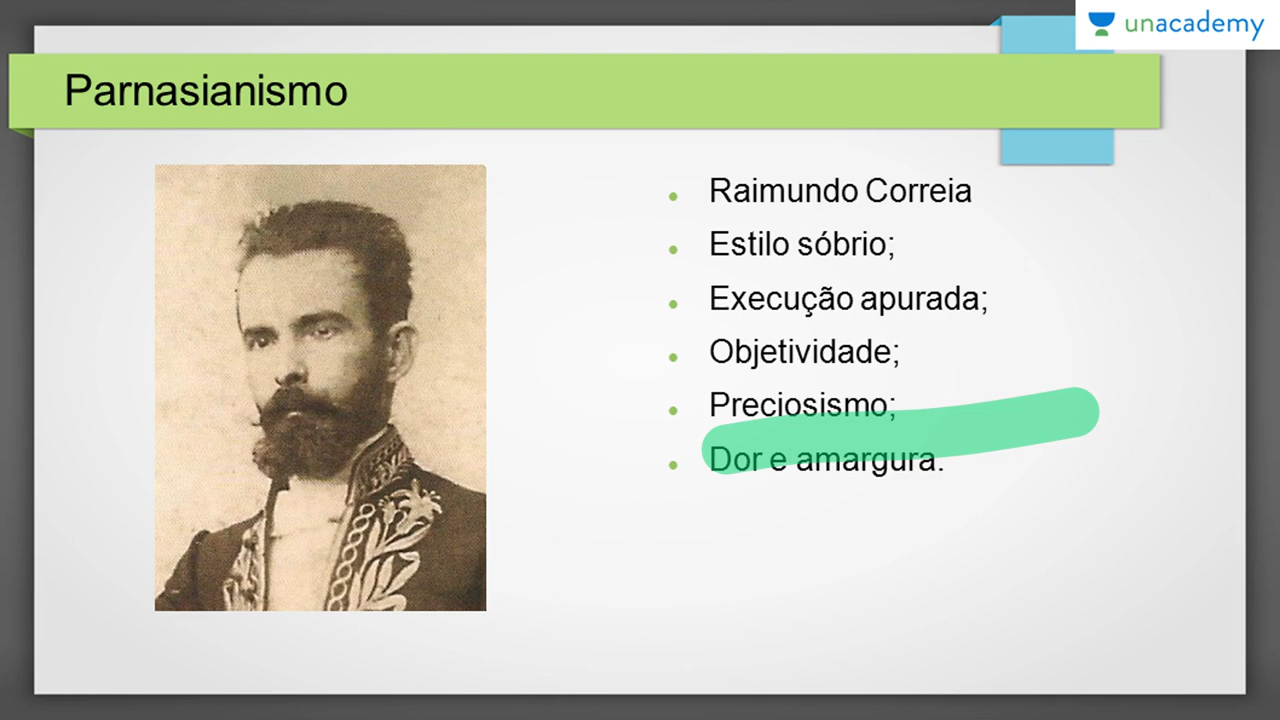 unacademy
Parnasianismo
Raimundo Correia
Estilo sóbrio;
Execução apurada;
Objetividade;
Preciosismo;
Dor e amargura.